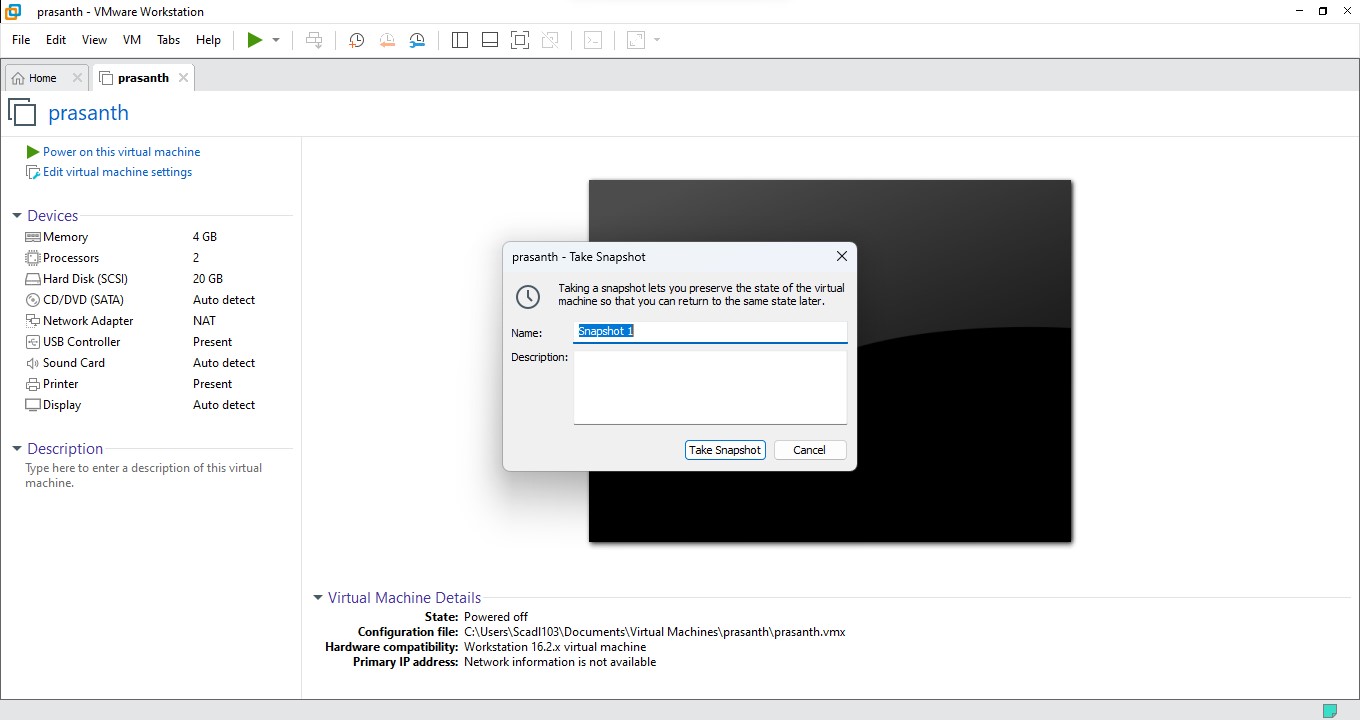 prasanth - VMware Workstation
File Edit View VM Tabs Help
Home prasanth
prasanth
Power on this virtual machine
Edit virtual machine settings
Devices
Memory 4 GB
Processors 2
Hard Disk (SCSI) 20 GB
CD/DVD (SATA) Auto detect
Network Adapter NAT
USB Controller Present
Sound Card Auto detect
Printer Present
Display Auto detect
Description
Type here to enter a description of this virtual
machine.
prasanth - Take Snapshot
Taking a snapshot lets you preserve the state of the virtual
machine so that you can return to the same state later.
Name: Snapshot 1
Description:
Take Snapshot Cancel
Virtual Machine Details
State: Powered off
Configuration file: C:\Users\Scadl103\Documents\Virtual Machines\prasanth\prasanth.vmx
Hardware compatibility: Workstation 16.2.x virtual machine
Primary IP address: Network information is not available